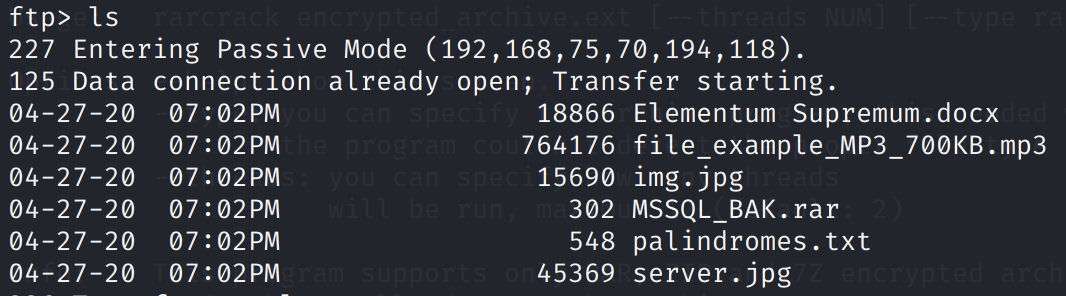 ftp> ls
227 Entering Passive Mode (192,168,75,70,194,118).
125 Data connection already open; Transfer starting.
04-27-20  07:02PM                18866 Elementum Supremum.docx
04-27-20  07:02PM               764176 file_example_MP3_700KB.mp3
04-27-20  07:02PM                15690 img.jpg
04-27-20  07:02PM                  302 MSSQL_BAK.rar
04-27-20  07:02PM                  548 palindromes.txt
04-27-20  07:02PM                45369 server.jpg